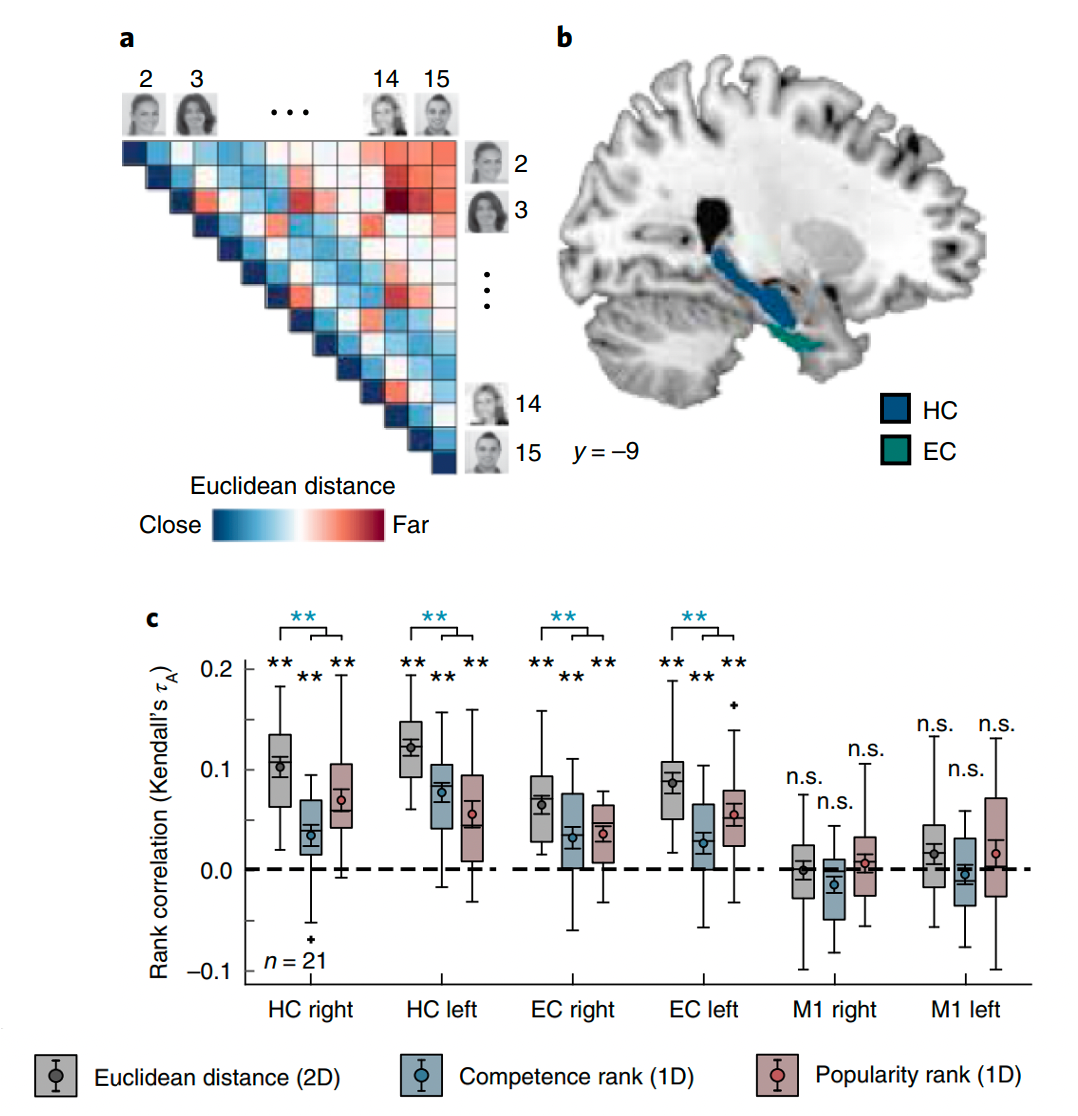 a
b
2 3 ... 14 15
2
3
14
15
y = –9
HC
EC
Euclidean distance
Close Far
c
** ** ** **
** ** ** ** ** ** ** ** n.s. n.s.
** ** ** ** n.s. n.s. n.s. n.s.
Rank correlation (Kendall's τA)
0.2
0.1
0.0
–0.1
n = 21
HC right HC left EC right EC left M1 right M1 left
Euclidean distance (2D) Competence rank (1D) Popularity rank (1D)